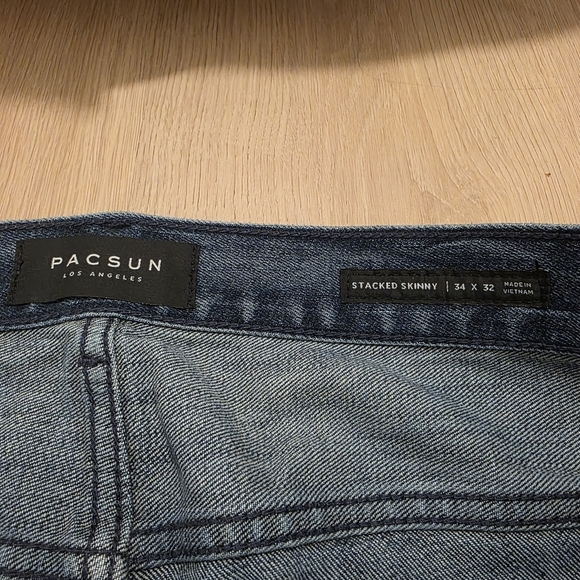 PACSUN
LOS ANGELES
STACKED SKINNY | 34 X 32
MADE IN
VIETNAM